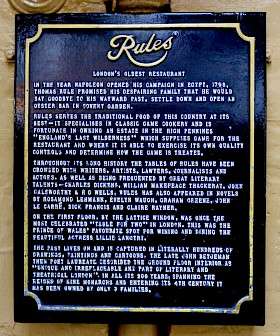 Rules
LONDON'S OLDEST RESTAURANT
IN THE YEAR NAPOLEON OPENED HIS CAMPAIGN IN EGYPT, 1798,
THOMAS RULE PROMISED HIS DESPAIRING FAMILY THAT HE WOULD
SAY GOODBYE TO HIS WAYWARD PAST, SETTLE DOWN AND OPEN AN
OYSTER BAR IN COVENT GARDEN.
RULES SERVES THE TRADITIONAL FOOD OF THIS COUNTRY AT ITS
BEST - IT SPECIALISES IN CLASSIC GAME COOKERY AND IS
FORTUNATE IN OWNING AN ESTATE IN THE HIGH PENNINES
"ENGLAND'S LAST WILDERNESS" WHICH SUPPLIES GAME FOR THE
RESTAURANT AND WHERE IT IS ABLE TO EXERCISE ITS OWN QUALITY
CONTROLS AND DETERMINE HOW THE GAME IS TREATED.
THROUGHOUT ITS LONG HISTORY THE TABLES OF RULES HAVE BEEN
CROWDED WITH WRITERS, ARTISTS, LAWYERS, JOURNALISTS AND
ACTORS. AS WELL AS BEING FREQUENTED BY GREAT LITERARY
TALENTS - CHARLES DICKENS, WILLIAM MAKEPEACE THACKERAY, JOHN
GALSWORTHY & H G WELLS, RULES HAS ALSO APPEARED IN NOVELS
BY ROSAMOND LEHMANN, EVELYN WAUGH, GRAHAM GREENE, JOHN
LE CARRÉ, DICK FRANCIS AND CLAIRE RAYNER.
ON THE FIRST FLOOR, BY THE LATTICE WINDOW, WAS ONCE THE
MOST CELEBRATED "TABLE FOR TWO" IN LONDON. THIS WAS THE
PRINCE OF WALES' FAVOURITE SPOT FOR WINING AND DINING THE
BEAUTIFUL ACTRESS LILLIE LANGTRY.
THE PAST LIVES ON AND IS CAPTURED IN LITERALLY HUNDREDS OF
DRAWINGS, PAINTINGS AND CARTOONS. THE LATE JOHN BETJEMAN
THEN POET LAUREATE, DESCRIBED THE GROUND FLOOR INTERIOR AS
"UNIQUE AND IRREPLACEABLE, AND PART OF LITERARY AND
THEATRICAL LONDON". IN ALL ITS 200 YEARS, SPANNING THE
REIGNS OF NINE MONARCHS AND ENTERING ITS 4TH CENTURY IT
HAS BEEN OWNED BY ONLY 3 FAMILIES.